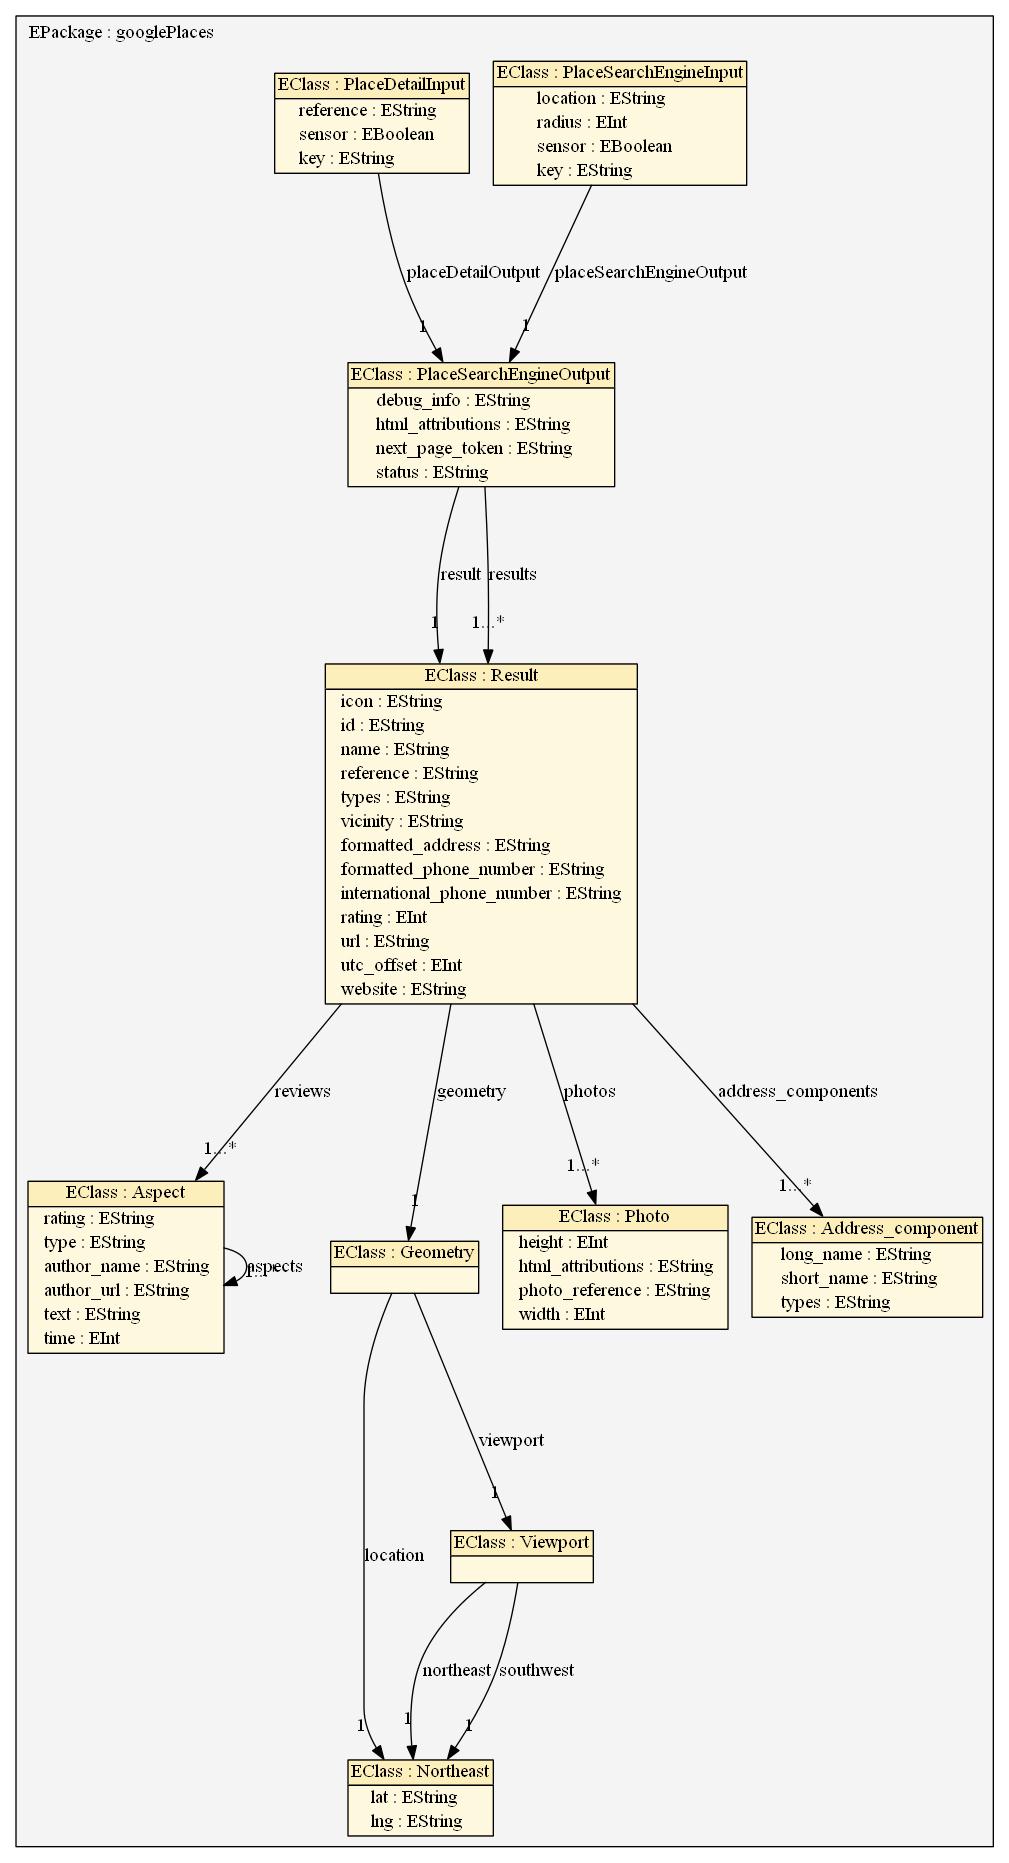 EPackage : googlePlaces
EClass : PlaceDetailInput
reference : EString
sensor : EBoolean
key : EString
EClass : PlaceSearchEngineInput
location : EString
radius : EInt
sensor : EBoolean
key : EString
placeDetailOutput
placeSearchEngineOutput
1
1
EClass : PlaceSearchEngineOutput
debug_info : EString
html_attributions : EString
next_page_token : EString
status : EString
result
results
1
1...*
EClass : Result
icon : EString
id : EString
name : EString
reference : EString
types : EString
vicinity : EString
formatted_address : EString
formatted_phone_number : EString
international_phone_number : EString
rating : EInt
url : EString
utc_offset : EInt
website : EString
reviews
geometry
photos
address_components
1...*
1
1...*
1...*
EClass : Aspect
rating : EString
type : EString
author_name : EString
author_url : EString
text : EString
time : EInt
aspects
EClass : Geometry
EClass : Photo
height : EInt
html_attributions : EString
photo_reference : EString
width : EInt
EClass : Address_component
long_name : EString
short_name : EString
types : EString
viewport
1
location
EClass : Viewport
northeast
southwest
1
1
1
EClass : Northeast
lat : EString
lng : EString